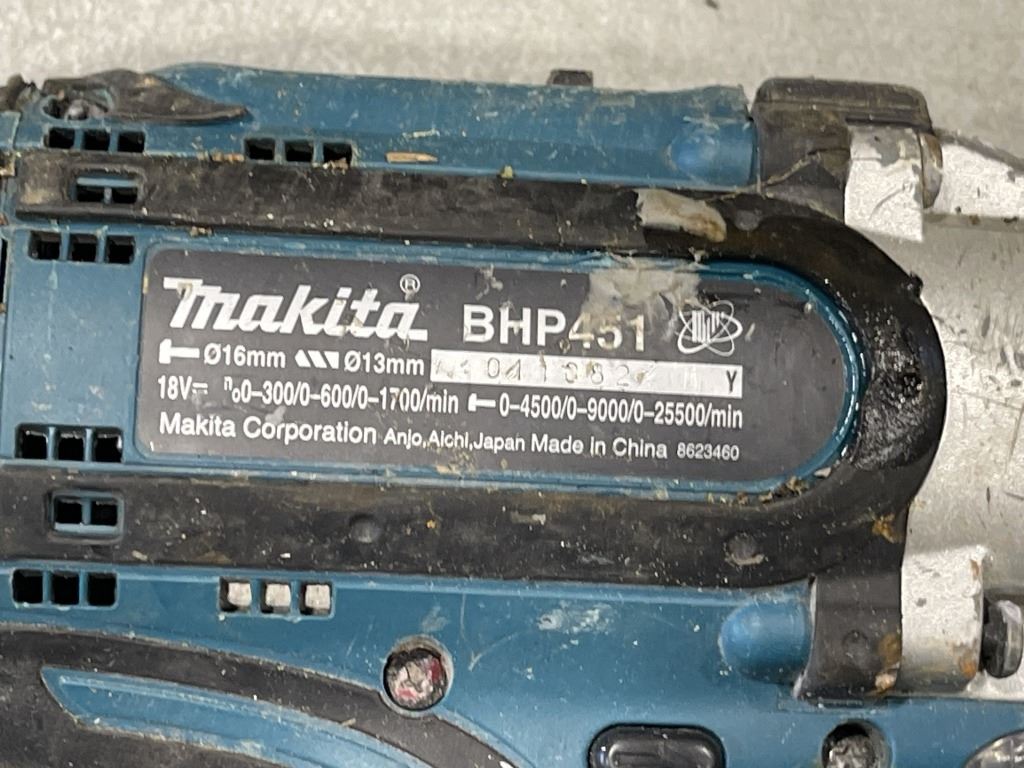 makita® BHP451
Ø16mm Ø13mm Y
18V⎓ n₀0-300/0-600/0-1700/min 0-4500/0-9000/0-25500/min
Makita Corporation Anjo,Aichi,Japan Made in China 8623460